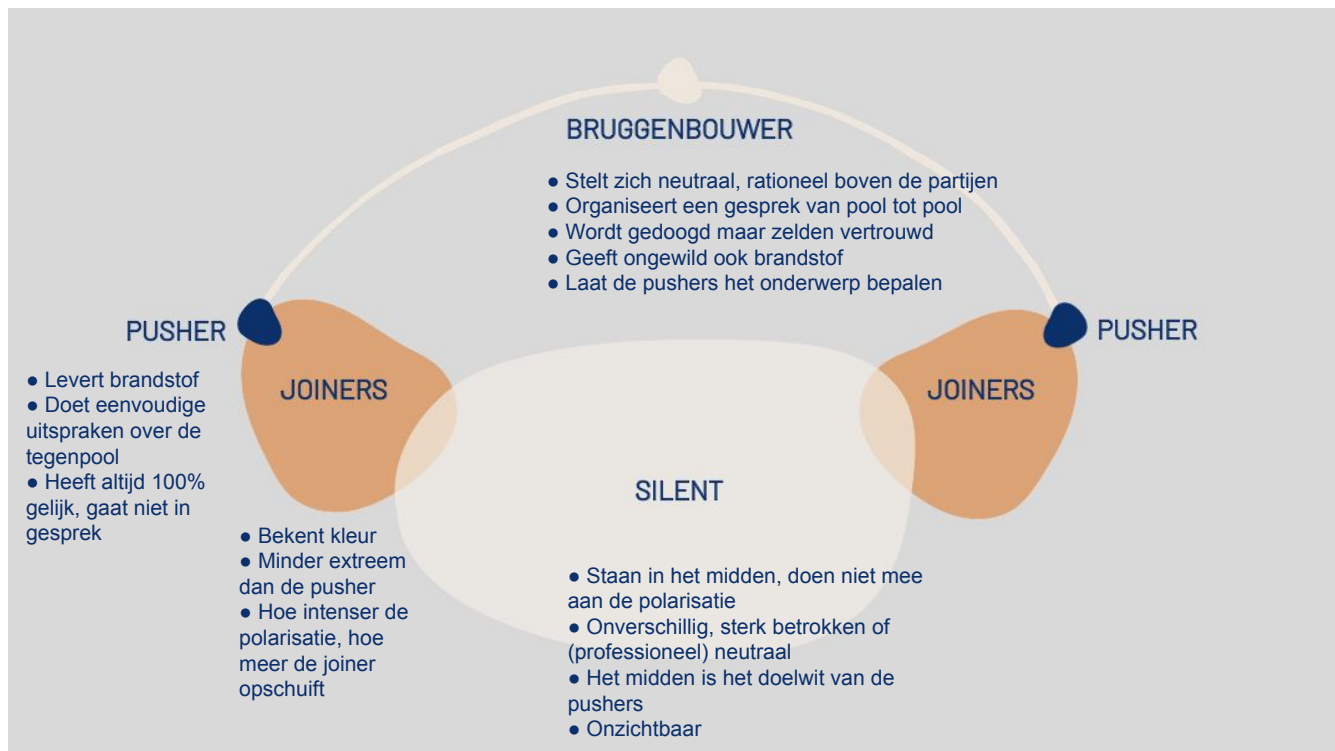 BRUGGENBOUWER
● Stelt zich neutraal, rationeel boven de partijen
● Organiseert een gesprek van pool tot pool
● Wordt gedoogd maar zelden vertrouwd
● Geeft ongewild ook brandstof
● Laat de pushers het onderwerp bepalen
PUSHER
PUSHER
● Levert brandstof
● Doet eenvoudige
uitspraken over de
tegenpool
● Heeft altijd 100%
gelijk, gaat niet in
gesprek
JOINERS
JOINERS
● Bekent kleur
● Minder extreem
dan de pusher
● Hoe intenser de
polarisatie, hoe
meer de joiner
opschuift
SILENT
● Staan in het midden, doen niet mee
aan de polarisatie
● Onverschillig, sterk betrokken of
(professioneel) neutraal
● Het midden is het doelwit van de
pushers
● Onzichtbaar